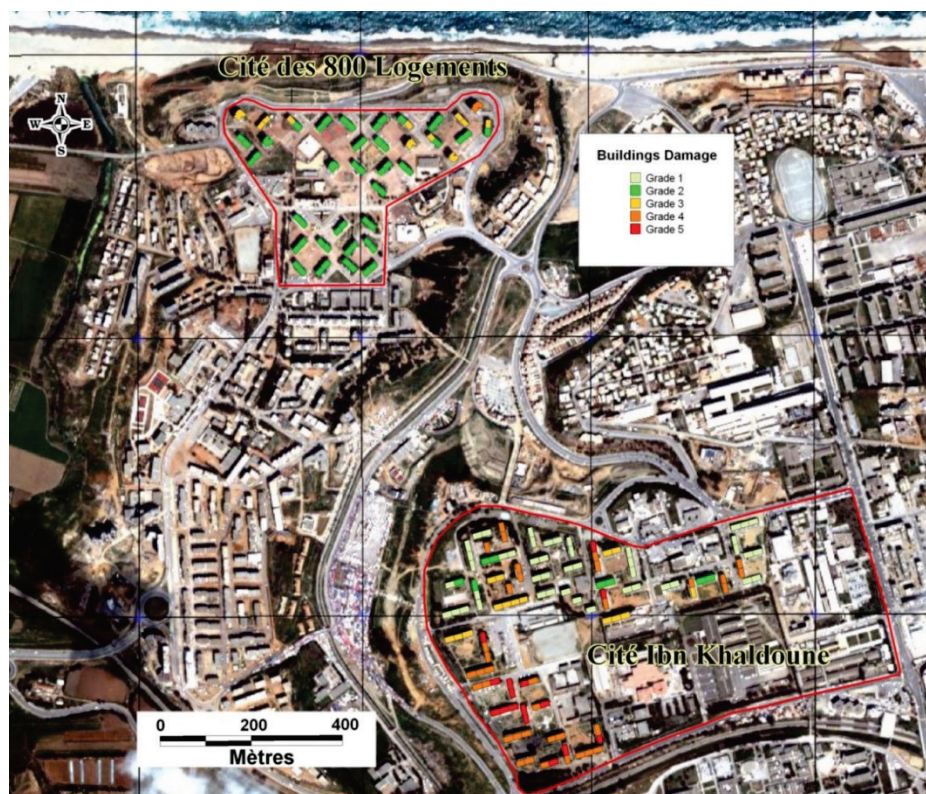 Cité des 800 Logements
N
W E
S
Buildings Damage
Grade 1
Grade 2
Grade 3
Grade 4
Grade 5
Cité Ibn Khaldoune
0 200 400
Mètres